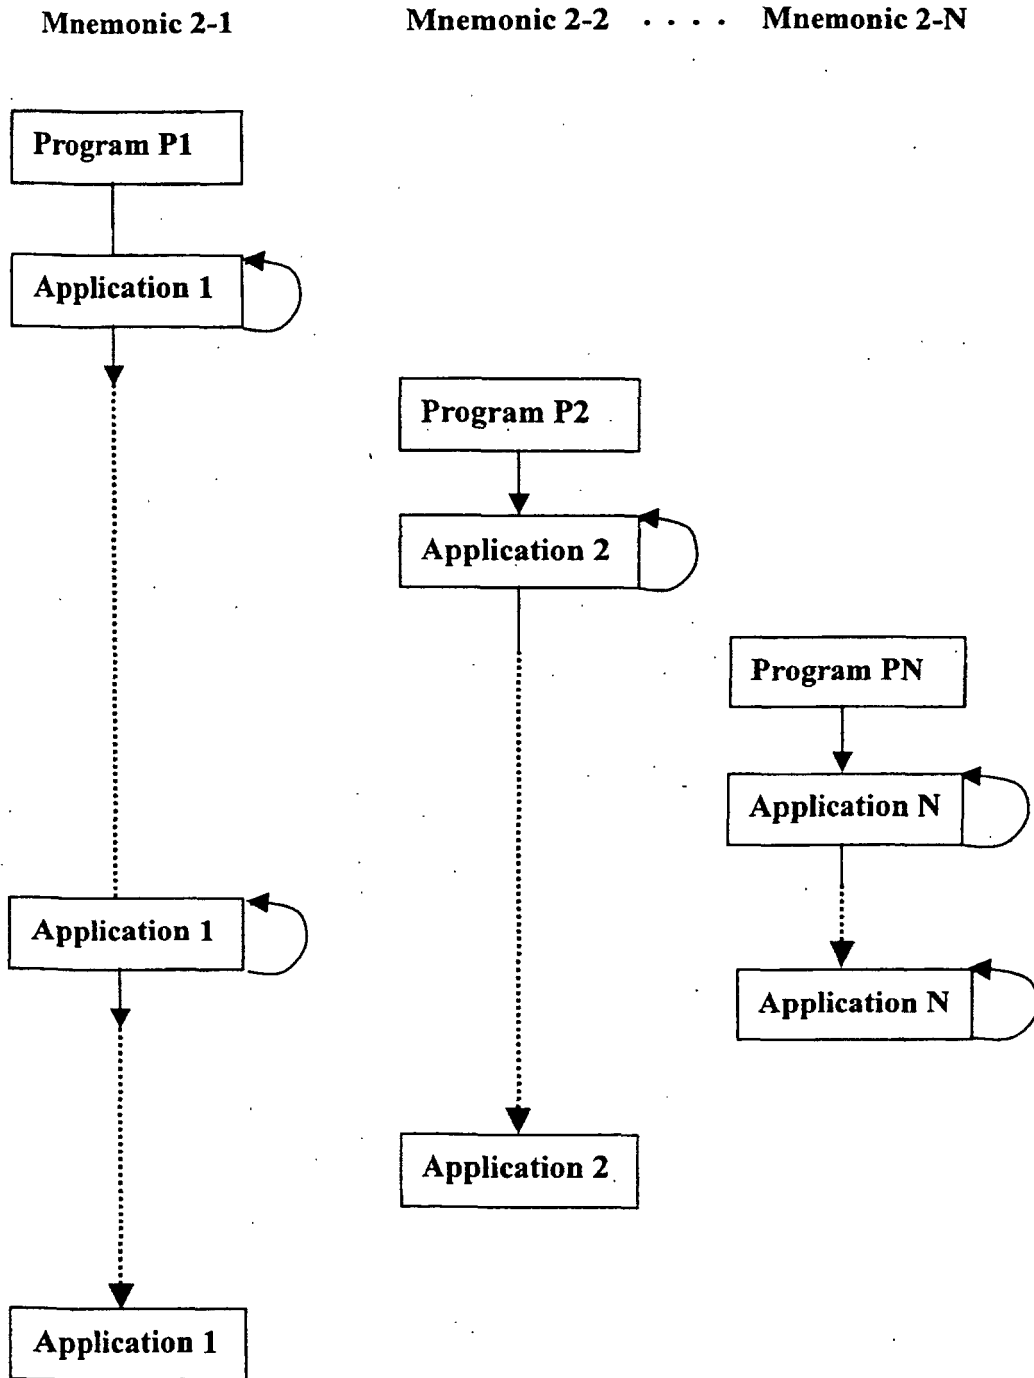 Mnemonic 2-1 Mnemonic 2-2 . . . . Mnemonic 2-N
Program P1
Application 1
Program P2
Application 2
Program PN
Application N
Application 1
Application N
Application 2
Application 1